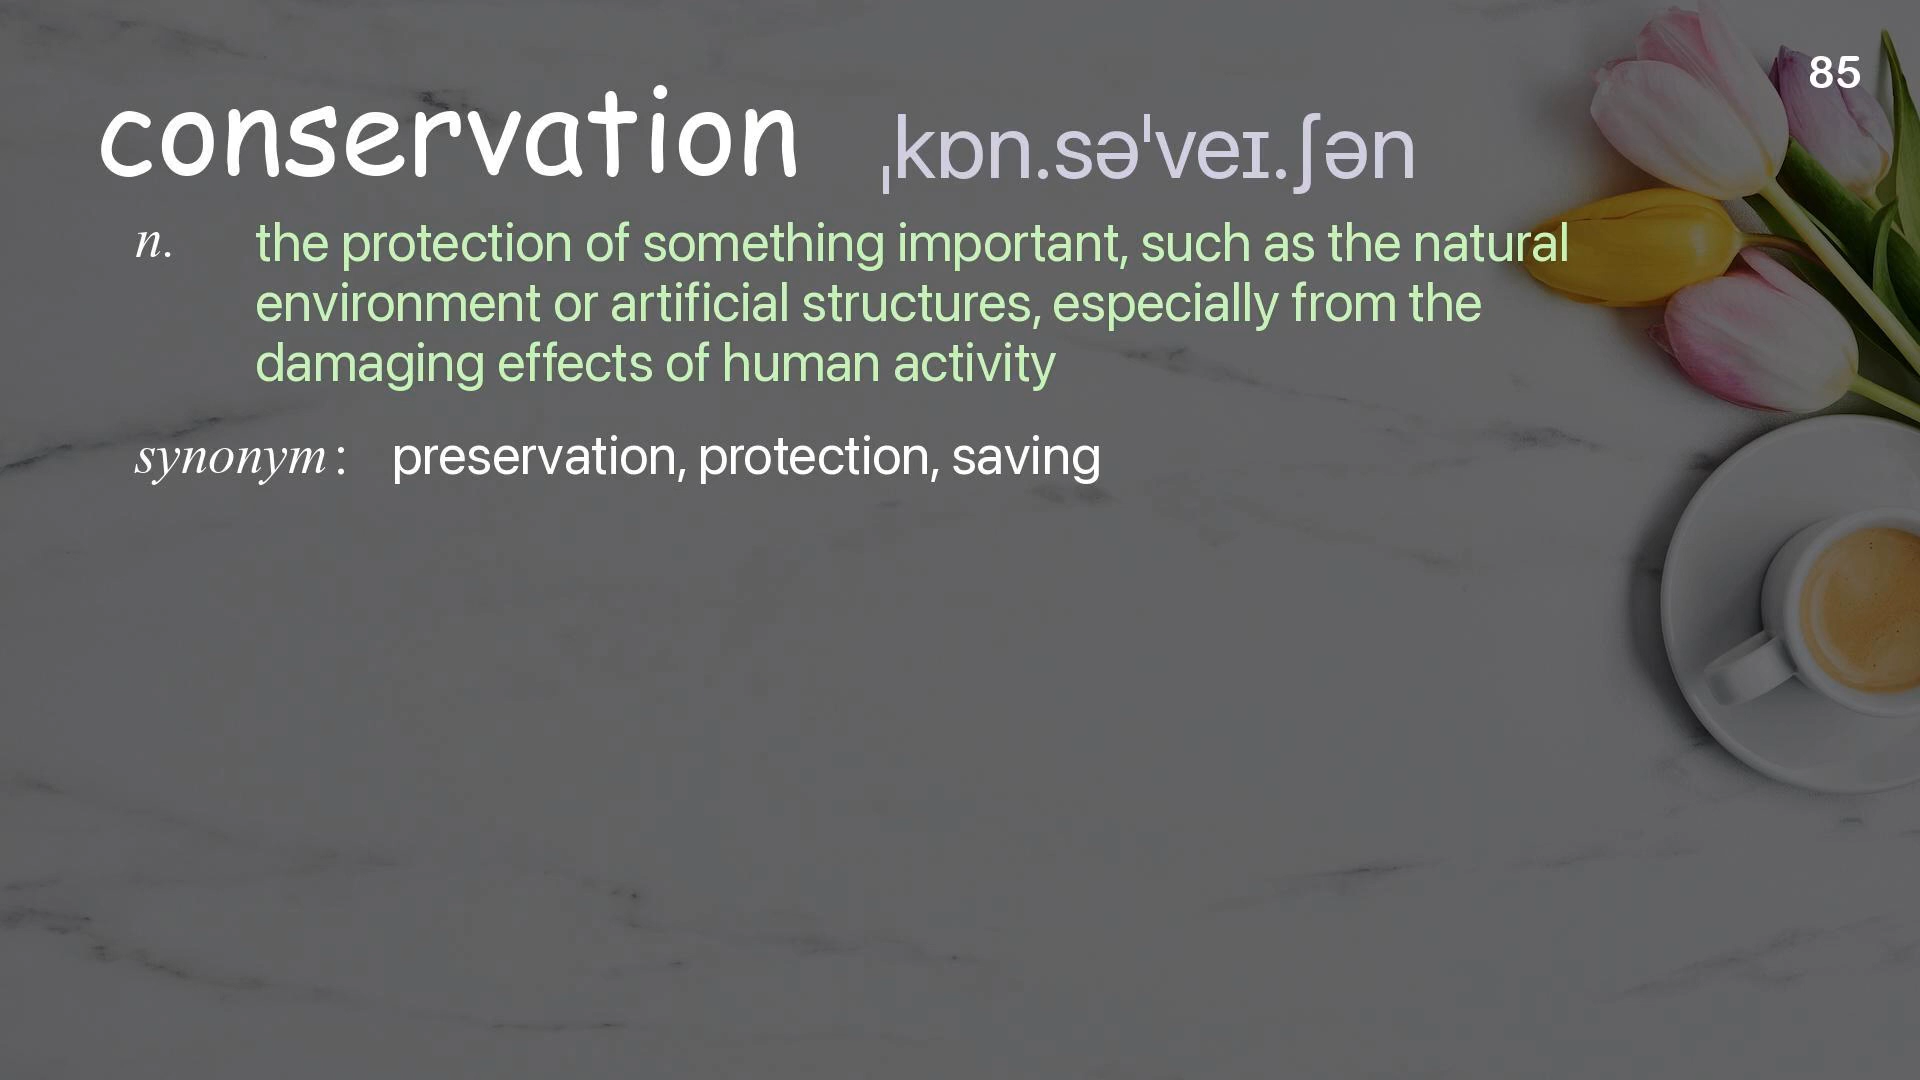 85
conservation ˌkɒn.səˈveɪ.ʃən
n. the protection of something important, such as the natural
environment or artificial structures, especially from the
damaging effects of human activity
synonym : preservation, protection, saving